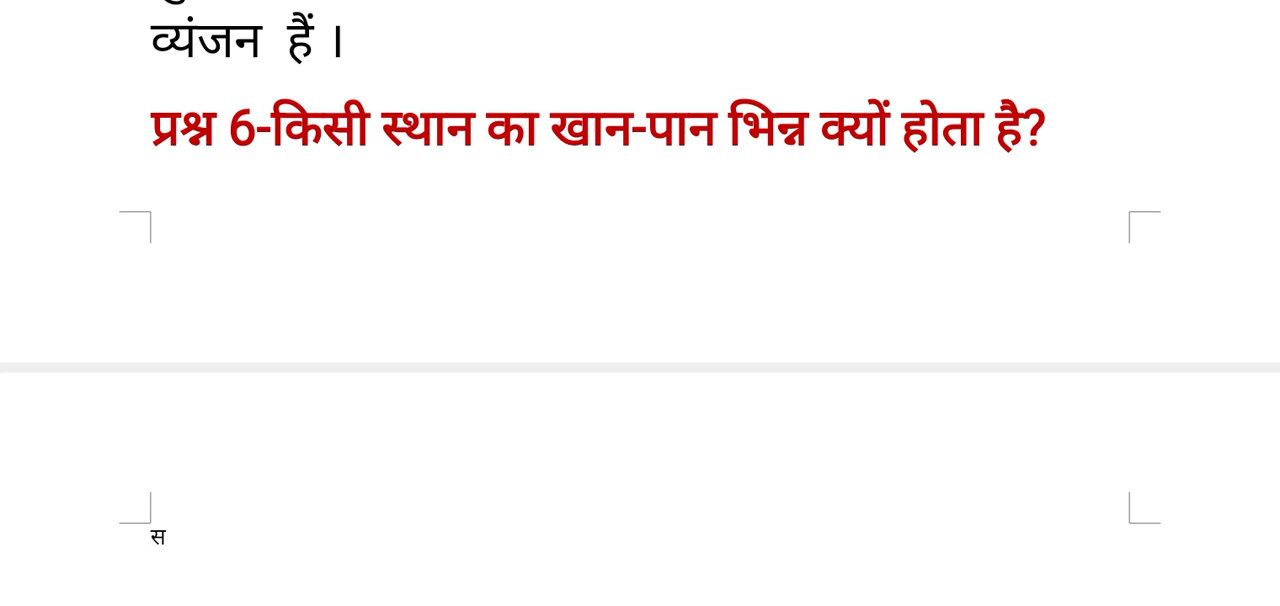 व्यंजन हैं ।
प्रश्न 6-किसी स्थान का खान-पान भिन्न क्यों होता है?
स